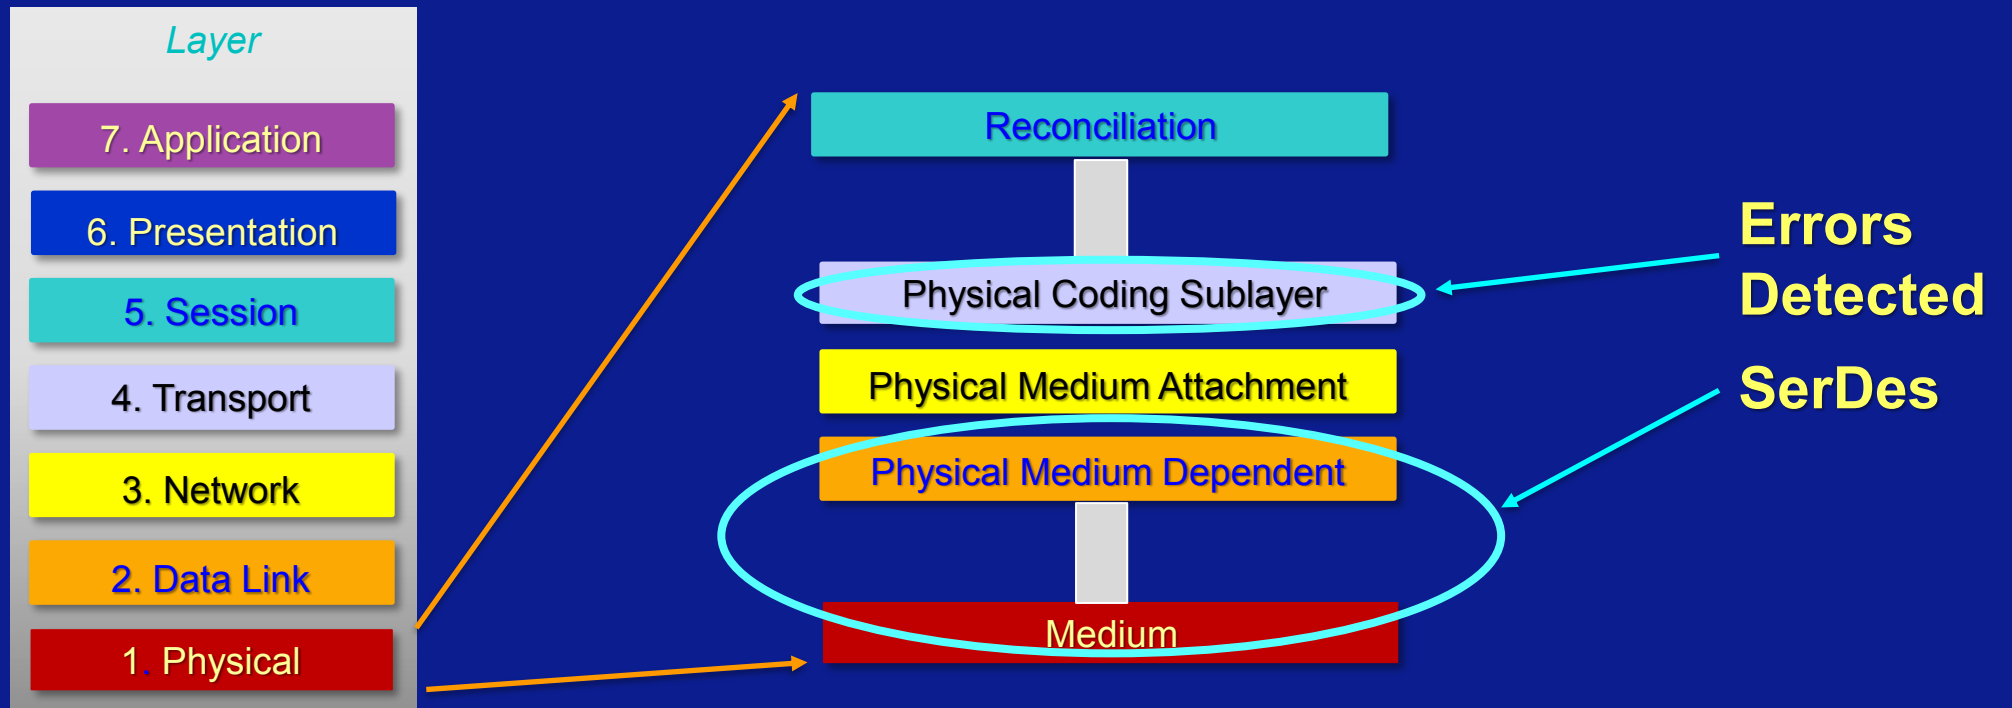 Layer
7. Application
6. Presentation
5. Session
4. Transport
3. Network
2. Data Link
1. Physical
Reconciliation
Physical Coding Sublayer
Physical Medium Attachment
Physical Medium Dependent
Medium
Errors
Detected
SerDes